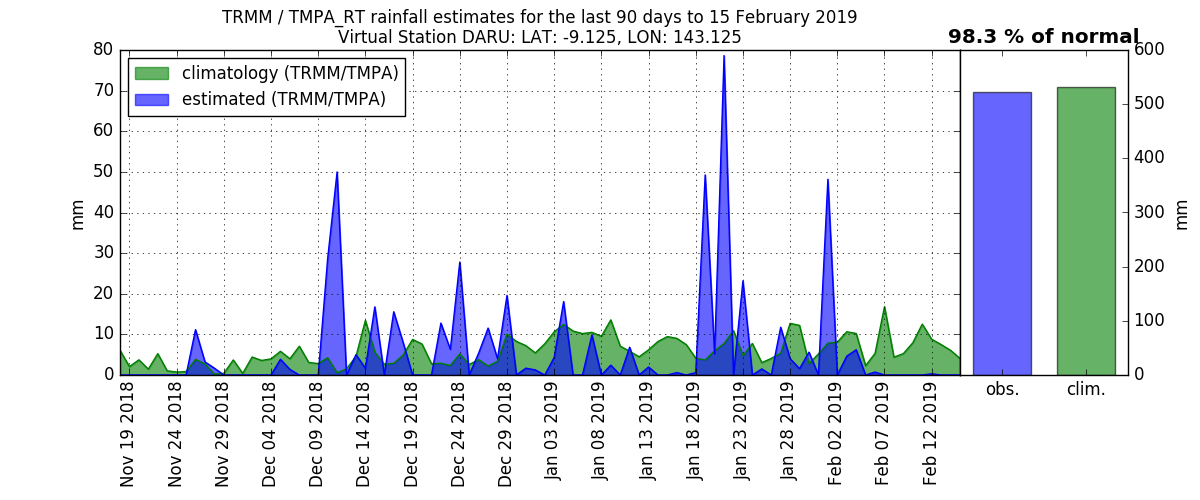 TRMM / TMPA_RT rainfall estimates for the last 90 days to 15 February 2019
Virtual Station DARU: LAT: -9.125, LON: 143.125
98.3 % of normal
climatology (TRMM/TMPA)
estimated (TRMM/TMPA)
80
70
60
50
40
30
20
10
0
mm
600
500
400
300
200
100
0
mm
obs.
clim.
Nov 19 2018
Nov 24 2018
Nov 29 2018
Dec 04 2018
Dec 09 2018
Dec 14 2018
Dec 19 2018
Dec 24 2018
Dec 29 2018
Jan 03 2019
Jan 08 2019
Jan 13 2019
Jan 18 2019
Jan 23 2019
Jan 28 2019
Feb 02 2019
Feb 07 2019
Feb 12 2019